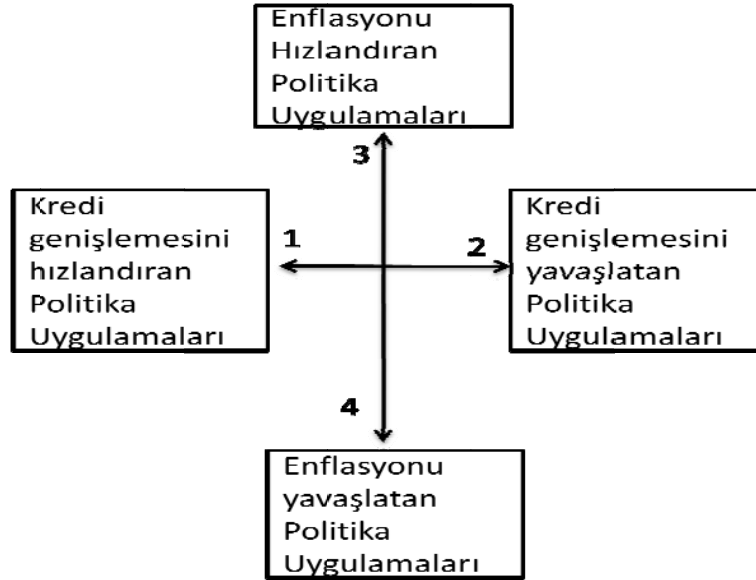 Enflasyonu
Hızlandıran
Politika
Uygulamaları
3
Kredi
genişlemesini
hızlandıran
Politika
Uygulamaları
1
2
Kredi
genişlemesini
yavaşlatan
Politika
Uygulamaları
4
Enflasyonu
yavaşlatan
Politika
Uygulamaları